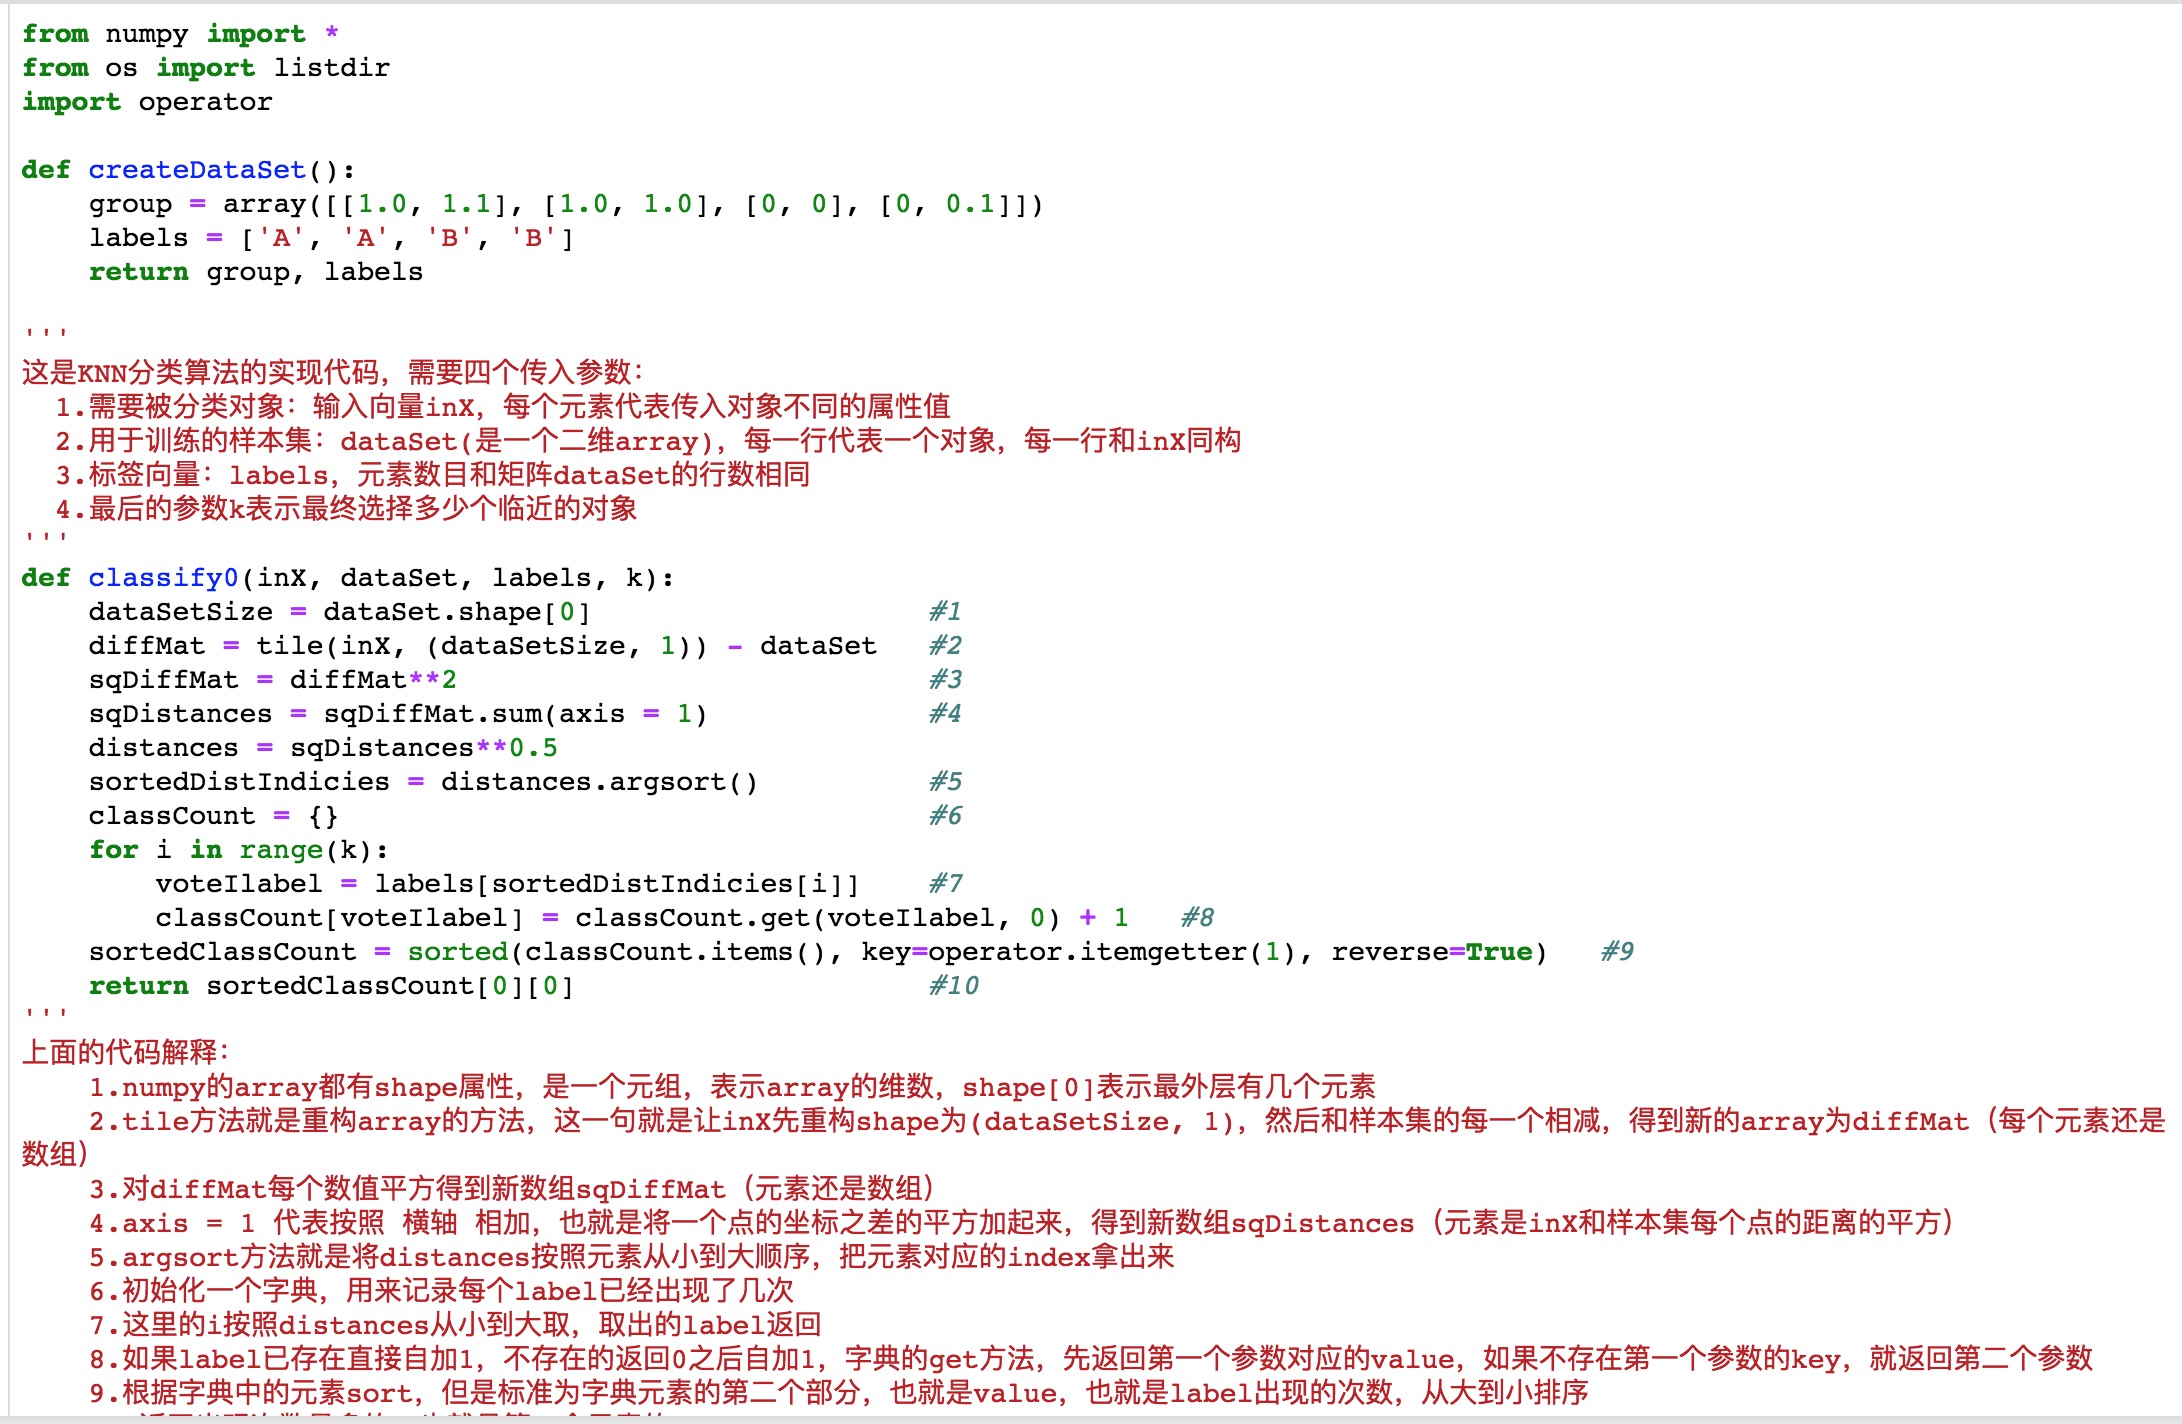 from numpy import *
from os import listdir
import operator
def createDataSet():
    group = array([[1.0, 1.1], [1.0, 1.0], [0, 0], [0, 0.1]])
    labels = ['A', 'A', 'B', 'B']
    return group, labels
'''
这是KNN分类算法的实现代码，需要四个传入参数：
  1.需要被分类对象：输入向量inX，每个元素代表传入对象不同的属性值
  2.用于训练的样本集：dataSet(是一个二维array)，每一行代表一个对象，每一行和inX同构
  3.标签向量：labels，元素数目和矩阵dataSet的行数相同
  4.最后的参数k表示最终选择多少个临近的对象
'''
def classify0(inX, dataSet, labels, k):
    dataSetSize = dataSet.shape[0]                    #1
    diffMat = tile(inX, (dataSetSize, 1)) - dataSet   #2
    sqDiffMat = diffMat**2                            #3
    sqDistances = sqDiffMat.sum(axis = 1)             #4
    distances = sqDistances**0.5
    sortedDistIndicies = distances.argsort()          #5
    classCount = {}                                   #6
    for i in range(k):
        voteIlabel = labels[sortedDistIndicies[i]]    #7
        classCount[voteIlabel] = classCount.get(voteIlabel, 0) + 1   #8
    sortedClassCount = sorted(classCount.items(), key=operator.itemgetter(1), reverse=True)   #9
    return sortedClassCount[0][0]                     #10
'''
上面的代码解释：
    1.numpy的array都有shape属性，是一个元组，表示array的维数，shape[0]表示最外层有几个元素
    2.tile方法就是重构array的方法，这一句就是让inX先重构shape为(dataSetSize, 1)，然后和样本集的每一个相减，得到新的array为diffMat（每个元素还是
数组）
    3.对diffMat每个数值平方得到新数组sqDiffMat（元素还是数组）
    4.axis = 1 代表按照 横轴 相加，也就是将一个点的坐标之差的平方加起来，得到新数组sqDistances（元素是inX和样本集每个点的距离的平方）
    5.argsort方法就是将distances按照元素从小到大顺序，把元素对应的index拿出来
    6.初始化一个字典，用来记录每个label已经出现了几次
    7.这里的i按照distances从小到大取，取出的label返回
    8.如果label已存在直接自加1，不存在的返回0之后自加1，字典的get方法，先返回第一个参数对应的value，如果不存在第一个参数的key，就返回第二个参数
    9.根据字典中的元素sort，但是标准为字典元素的第二个部分，也就是value，也就是label出现的次数，从大到小排序